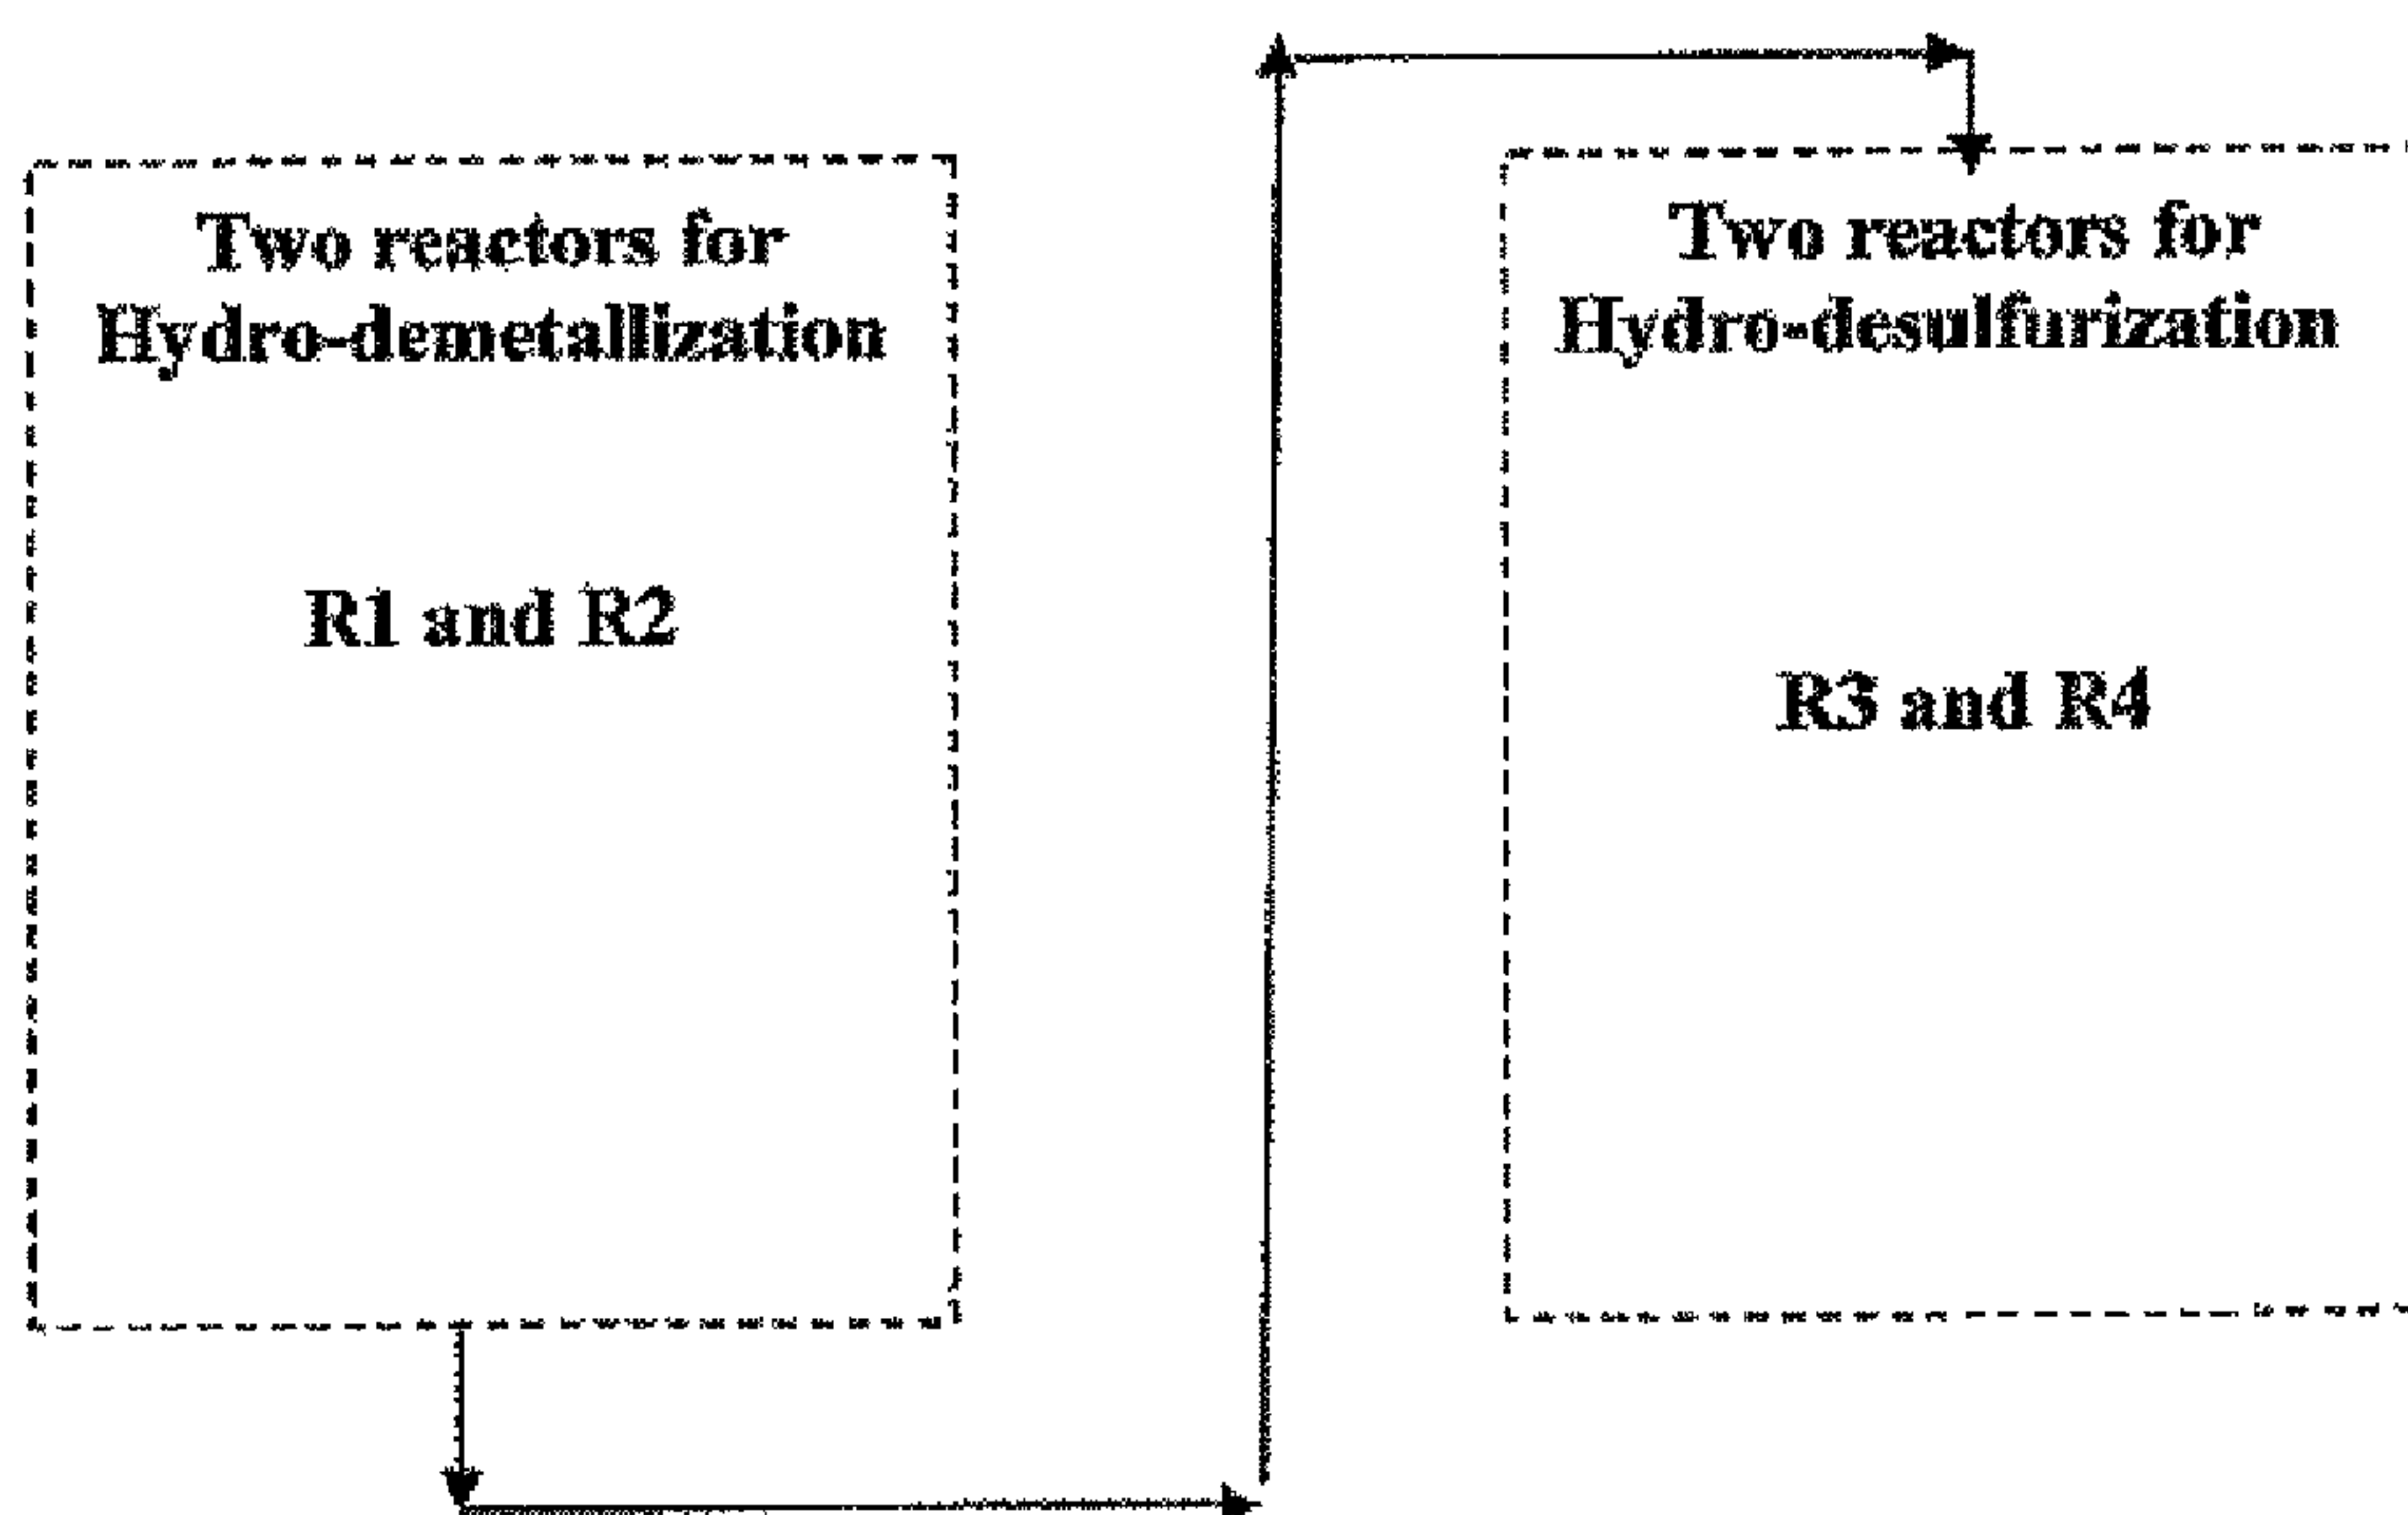 Two reactors for
Hydro-demetallization
R1 and R2
Two reactors for
Hydro-desulfurization
R3 and R4